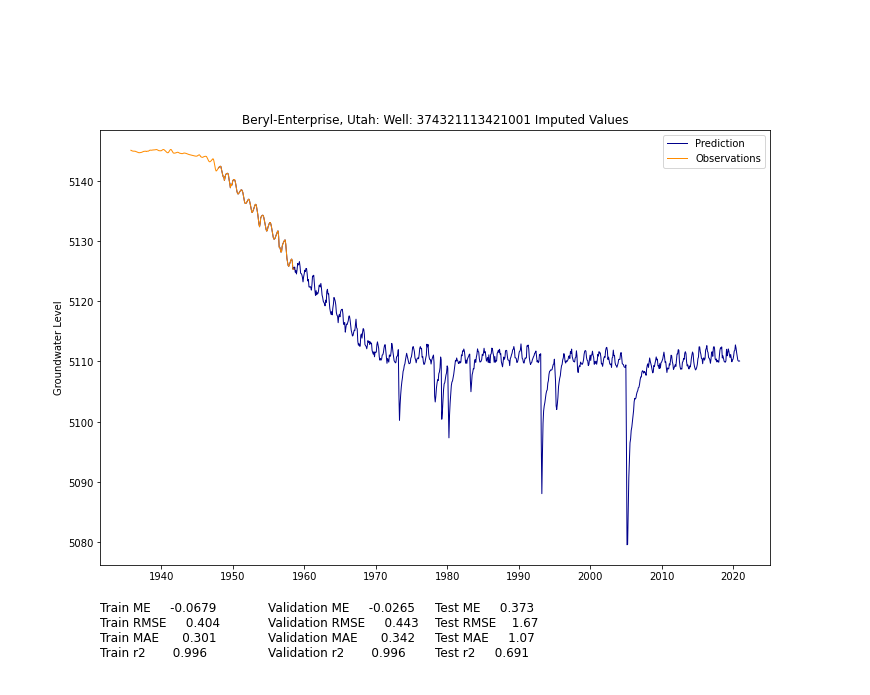 Beryl-Enterprise, Utah: Well: 374321113421001 Imputed Values
Prediction
Observations
Groundwater Level
5140
5130
5120
5110
5100
5090
5080
1940 1950 1960 1970 1980 1990 2000 2010 2020
Train ME -0.0679 Validation ME -0.0265 Test ME 0.373
Train RMSE 0.404 Validation RMSE 0.443 Test RMSE 1.67
Train MAE 0.301 Validation MAE 0.342 Test MAE 1.07
Train r2 0.996 Validation r2 0.996 Test r2 0.691